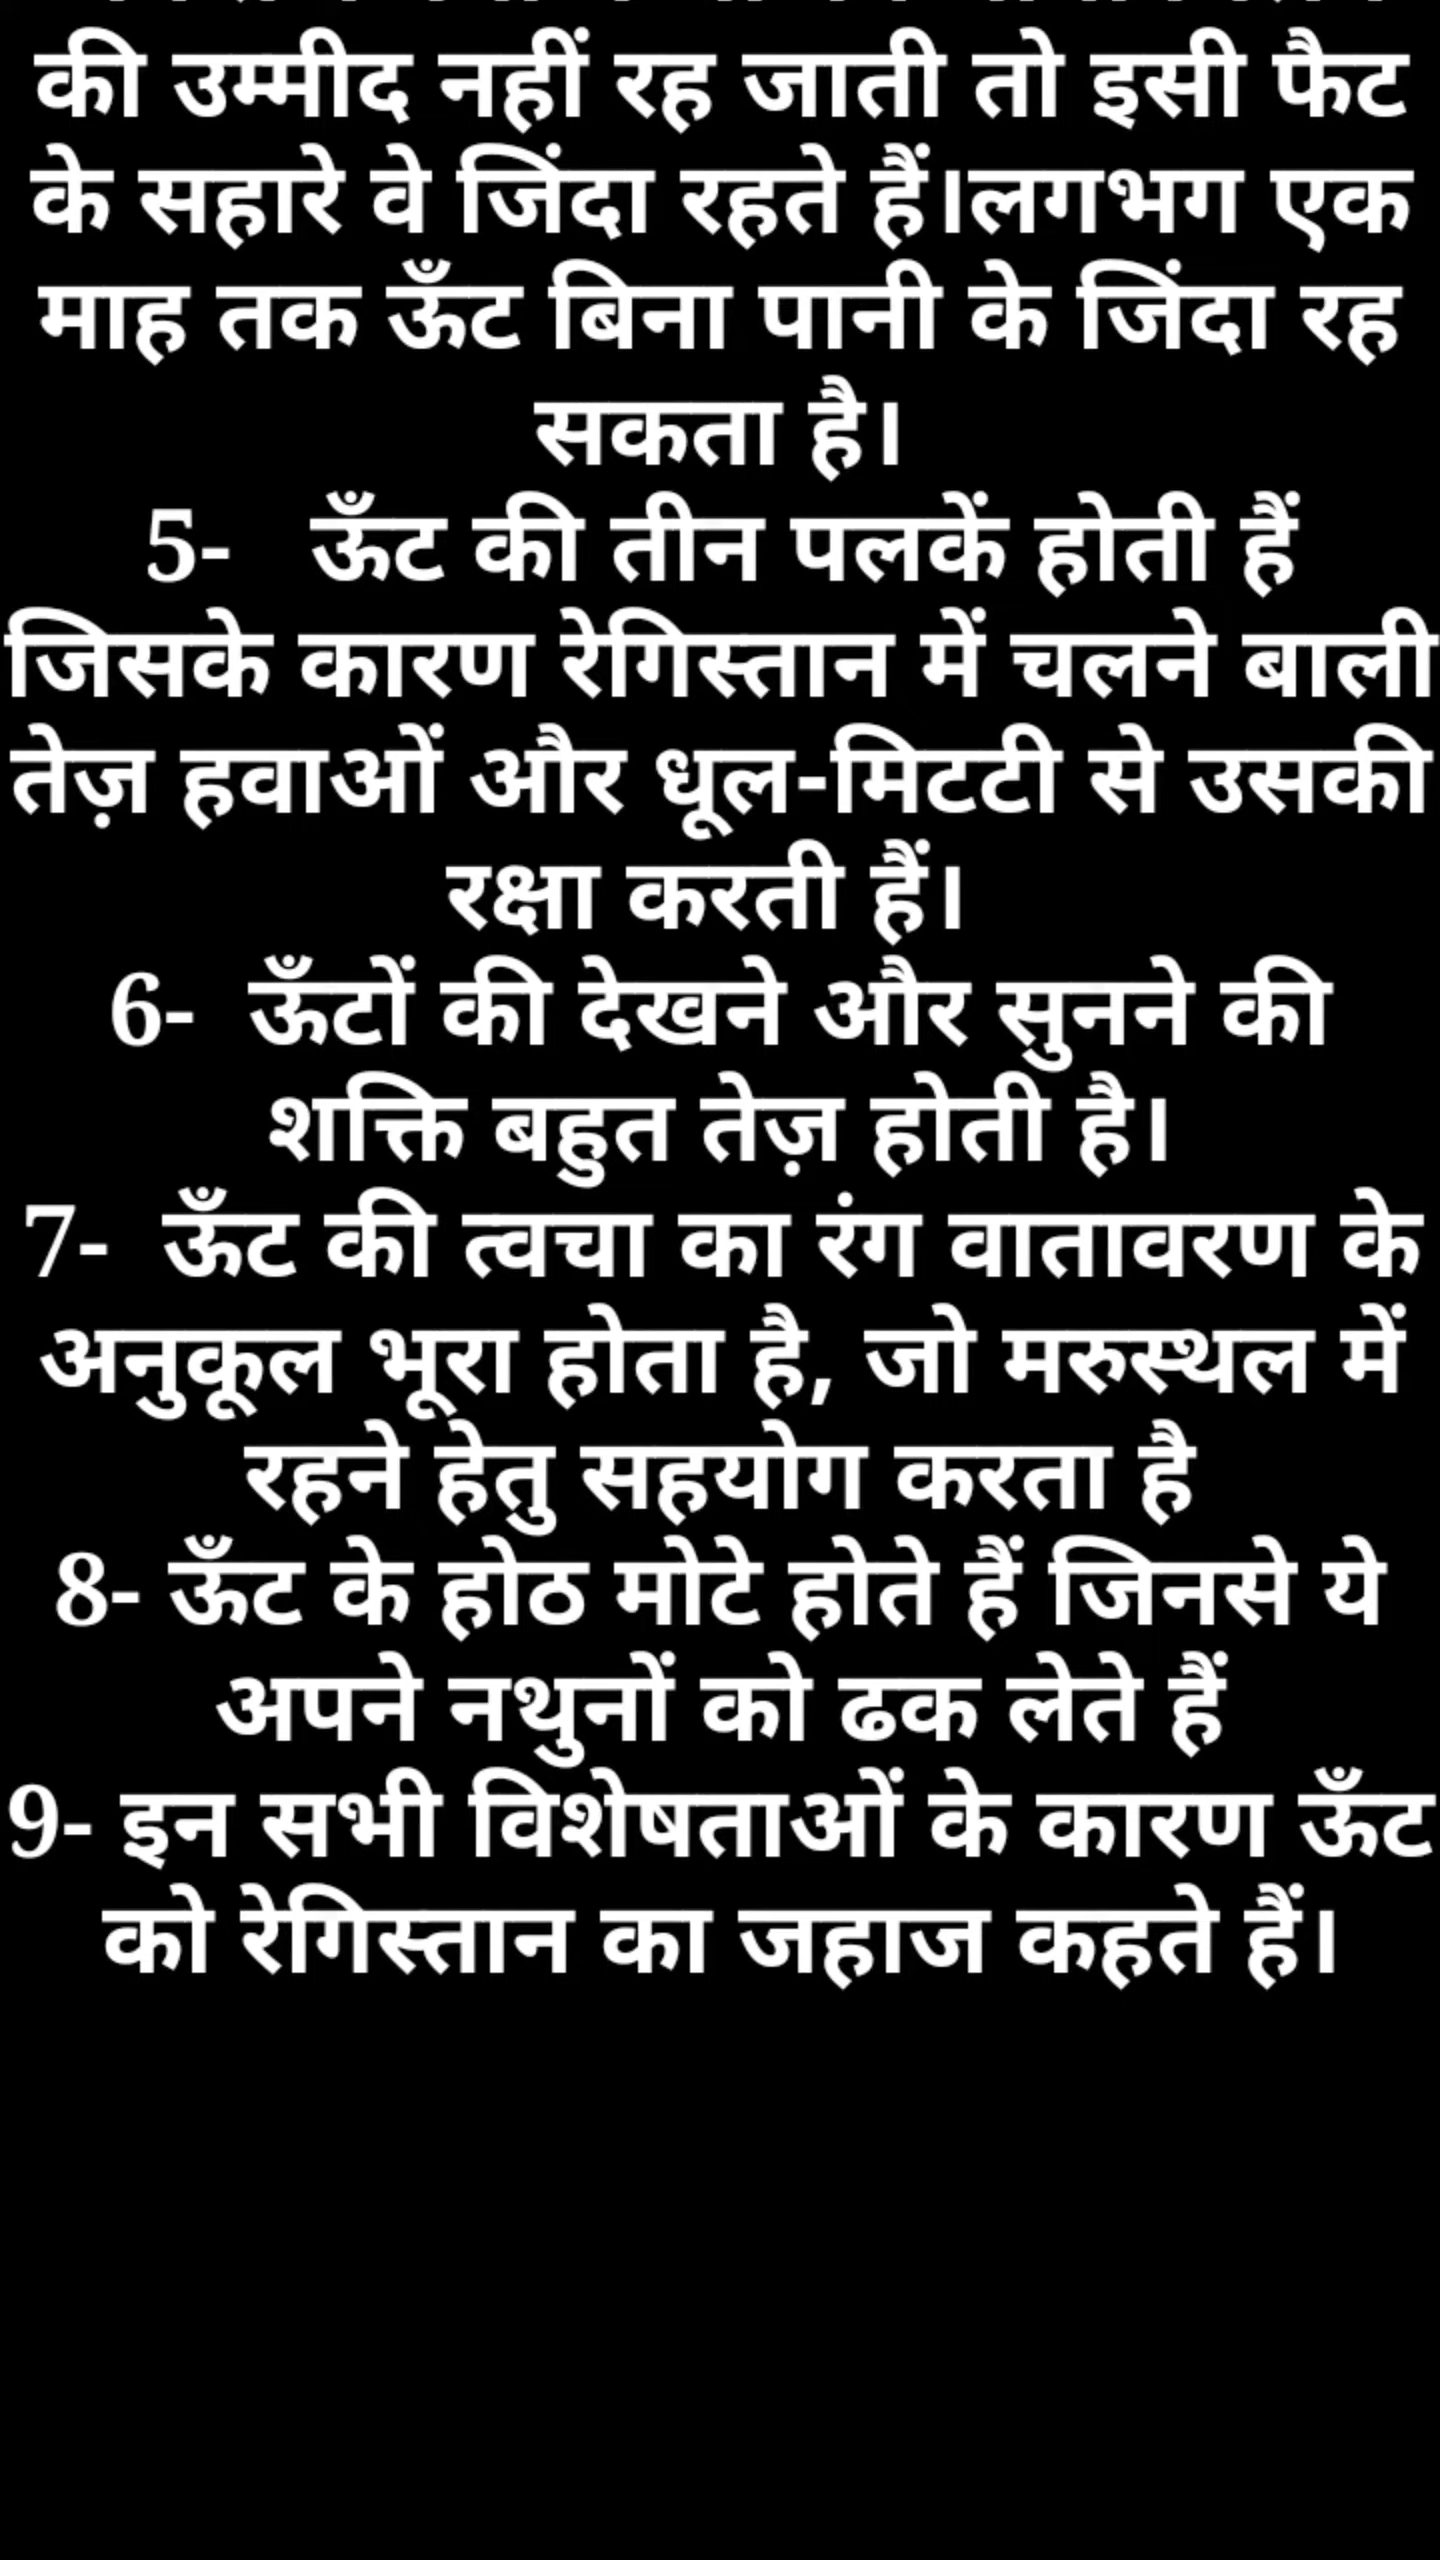 की उम्मीद नहीं रह जाती तो इसी फैट
के सहारे वे जिंदा रहते हैं।लगभग एक
माह तक ऊँट बिना पानी के जिंदा रह
सकता है।
5- ऊँट की तीन पलकें होती हैं
जिसके कारण रेगिस्तान में चलने बाली
तेज़ हवाओं और धूल-मिटटी से उसकी
रक्षा करती हैं।
6- ऊँटों की देखने और सुनने की
शक्ति बहुत तेज़ होती है।
7- ऊँट की त्वचा का रंग वातावरण के
अनुकूल भूरा होता है, जो मरुस्थल में
रहने हेतु सहयोग करता है
8- ऊँट के होठ मोटे होते हैं जिनसे ये
अपने नथुनों को ढक लेते हैं
9- इन सभी विशेषताओं के कारण ऊँट
को रेगिस्तान का जहाज कहते हैं।